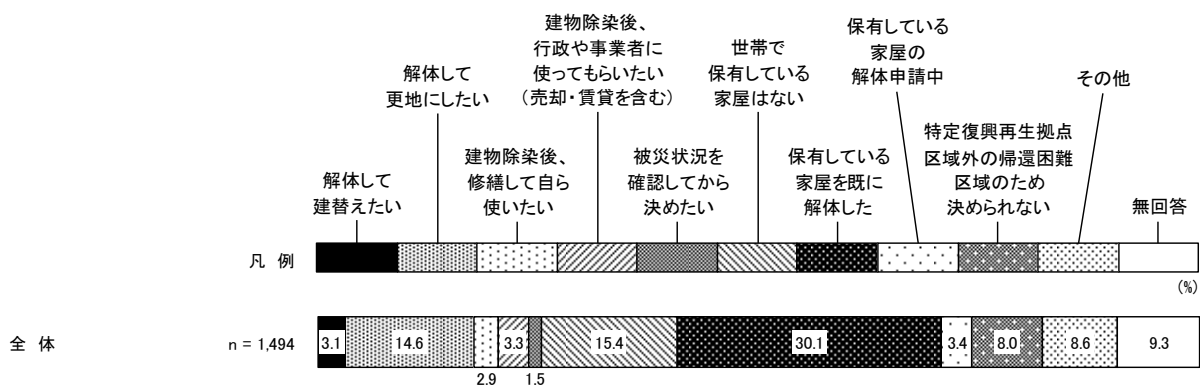 解体して
建替えたい
解体して
更地にしたい
建物除染後、
修繕して自ら
使いたい
建物除染後、
行政や事業者に
使ってもらいたい
（売却・賃貸を含む）
被災状況を
確認してから
決めたい
世帯で
保有している
家屋はない
保有している
家屋を既に
解体した
保有している
家屋の
解体申請中
特定復興再生拠点
区域外の帰還困難
区域のため
決められない
その他
無回答
凡 例
(%)
全 体
n = 1,494
3.1
14.6
2.9
3.3
1.5
15.4
30.1
3.4
8.0
8.6
9.3